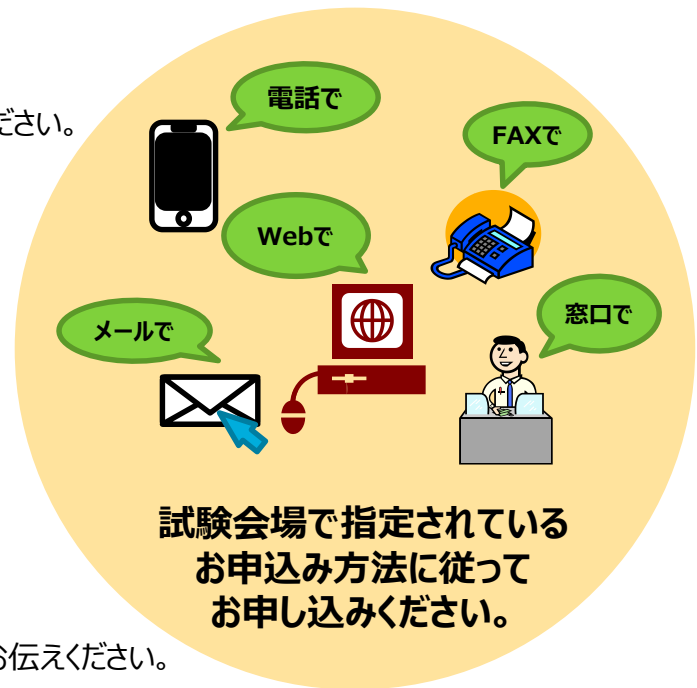 電話で
ださい。
FAXで
Webで
窓口で
メールで
試験会場で指定されている
お申込み方法に従って
お申し込みください。
お伝えください。